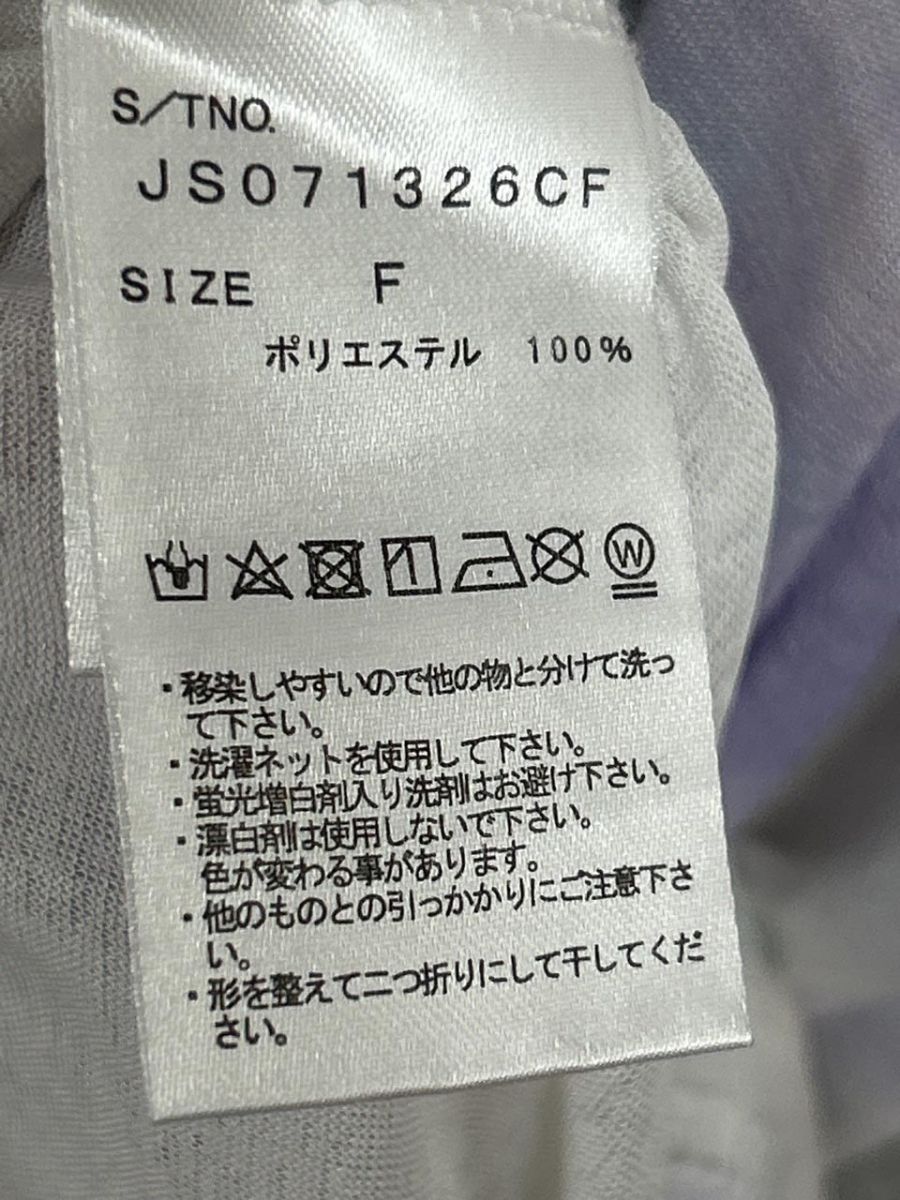 S/TNO.
JS071326CF
SIZE F
ポリエステル 100%
W
・移染しやすいので他の物と分けて洗っ
て下さい。
・洗濯ネットを使用して下さい。
・蛍光増白剤入り洗剤はお避け下さい。
・漂白剤は使用しないで下さい。
色が変わる事があります。
・他のものとの引っかかりにご注意下さ
い。
・形を整えて二つ折りにして干してくだ
さい。